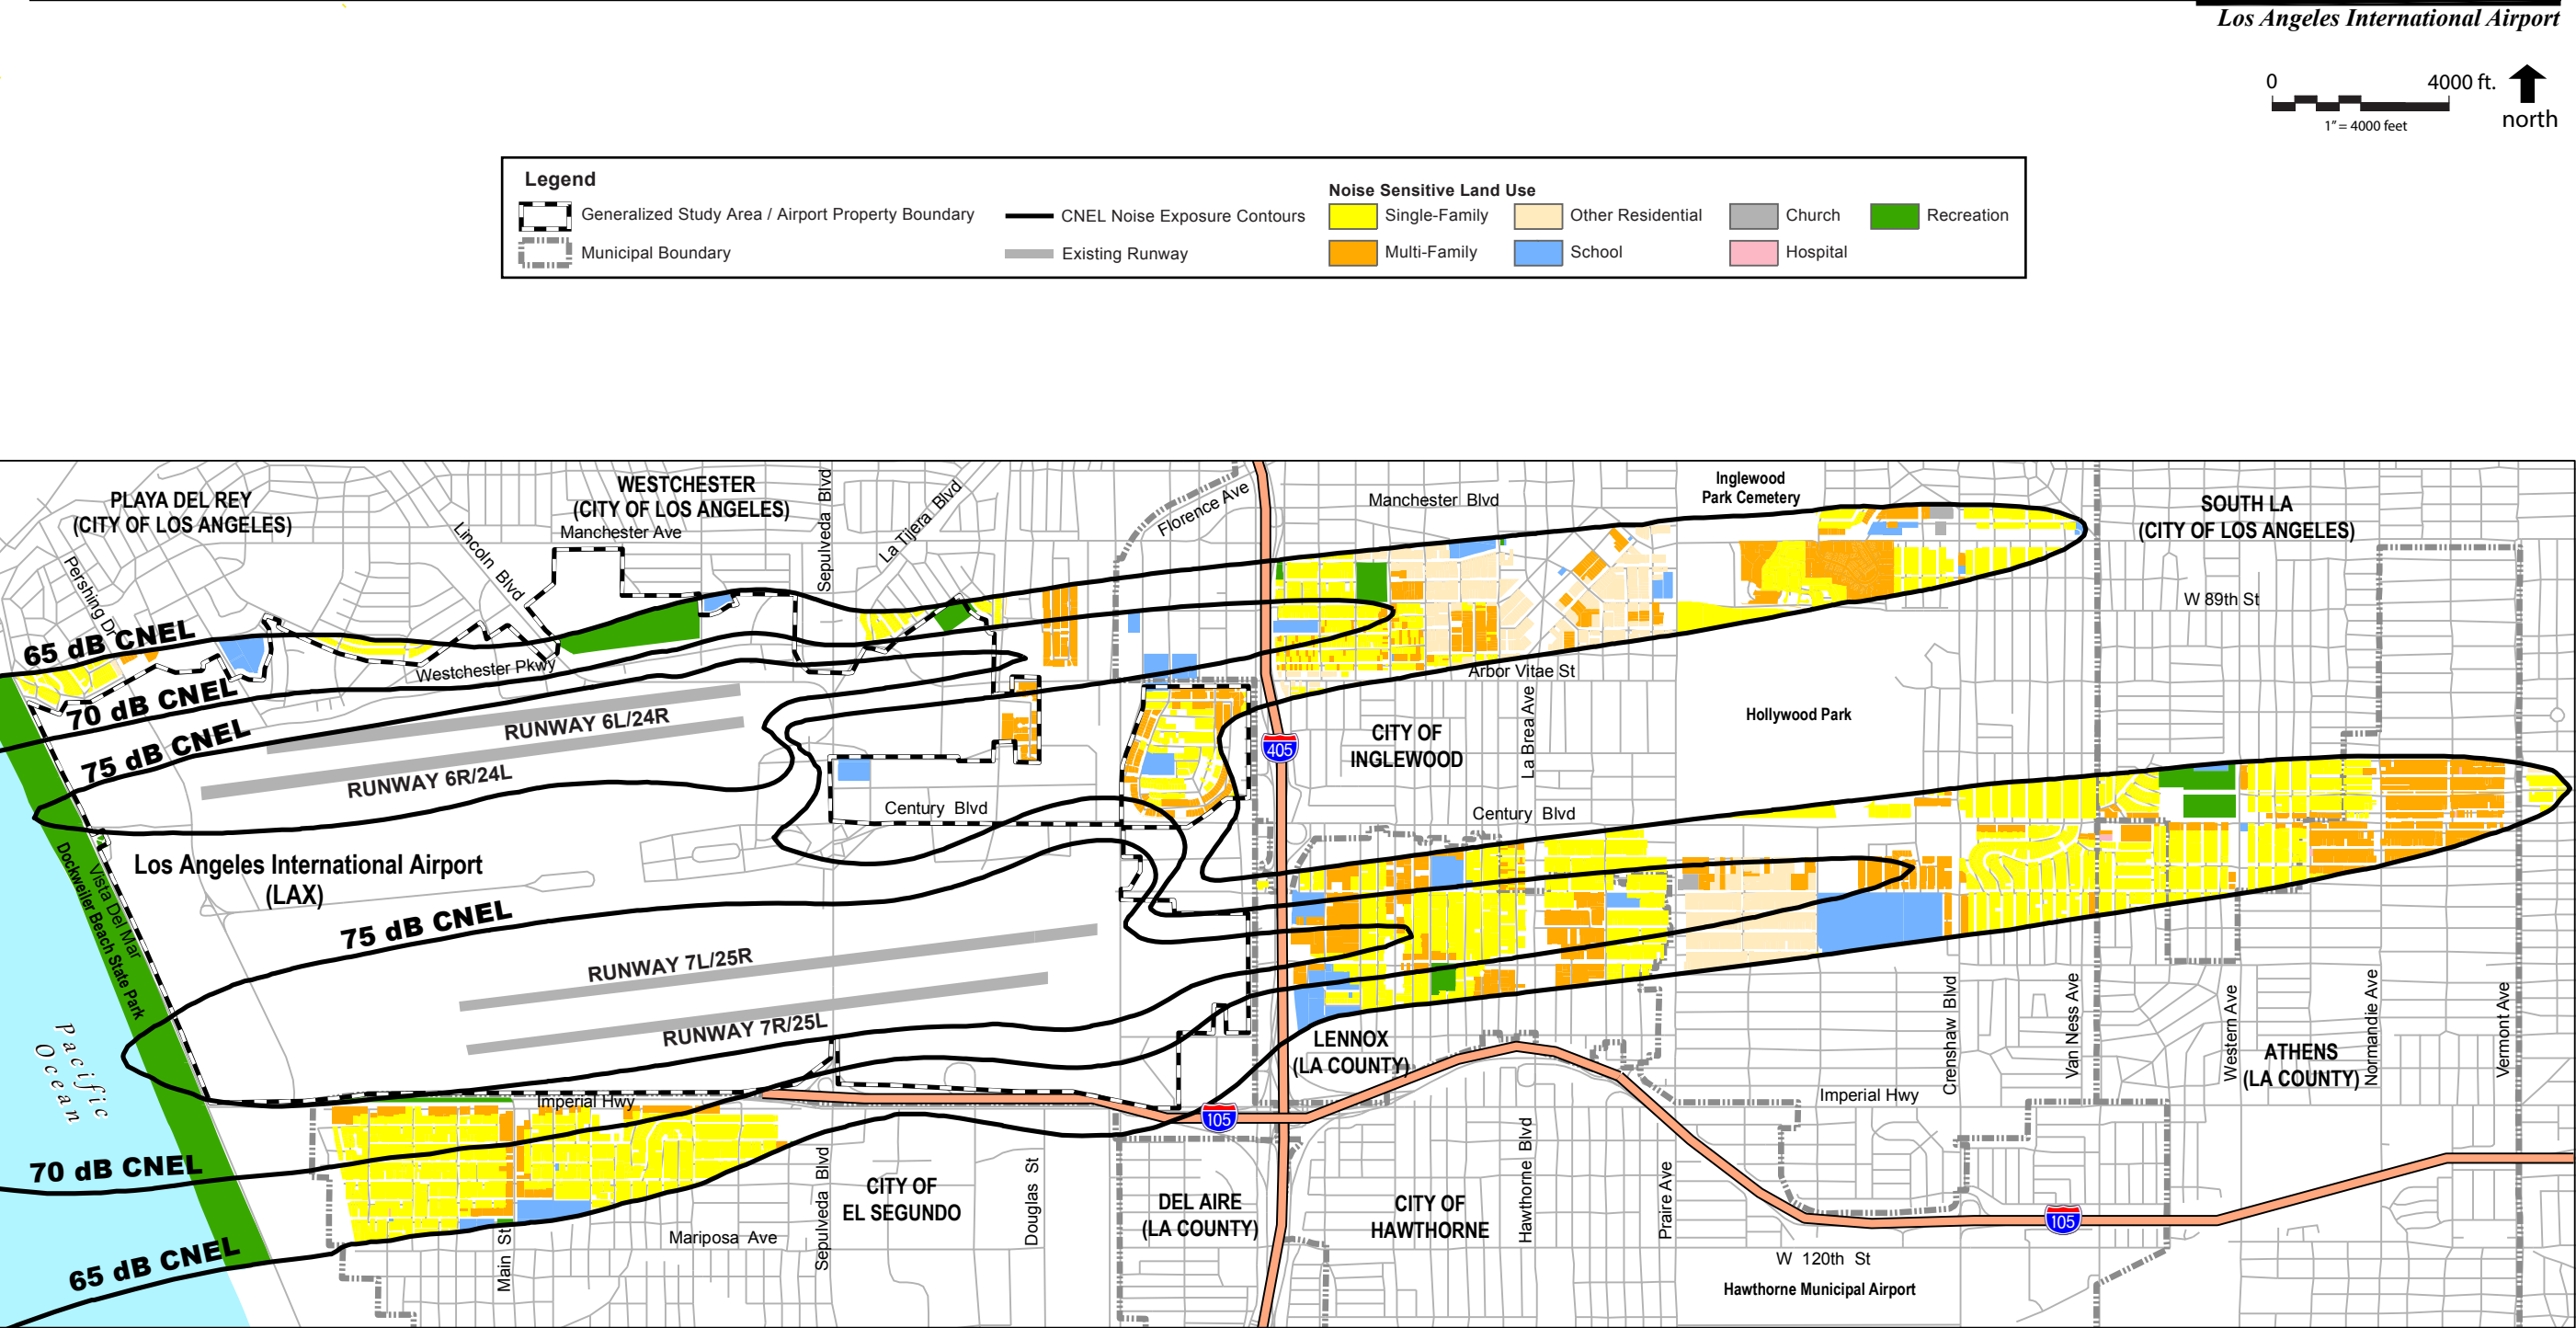 Los Angeles International Airport
0
4000 ft.
1" = 4000 feet
north
Legend
Generalized Study Area / Airport Property Boundary
Municipal Boundary
CNEL Noise Exposure Contours
Existing Runway
Noise Sensitive Land Use
Single-Family
Other Residential
Church
Recreation
Multi-Family
School
Hospital
PLAYA DEL REY
(CITY OF LOS ANGELES)
WESTCHESTER
(CITY OF LOS ANGELES)
Manchester Ave
Sepulveda Blvd
La Tijera Blvd
Florence Ave
Manchester Blvd
Inglewood
Park Cemetery
SOUTH LA
(CITY OF LOS ANGELES)
Pershing Dr
Lincoln Blvd
W 89th St
65 dB CNEL
Westchester Pkwy
Arbor Vitae St
70 dB CNEL
75 dB CNEL
RUNWAY 6L/24R
RUNWAY 6R/24L
CITY OF
INGLEWOOD
La Brea Ave
Hollywood Park
405
Century Blvd
Century Blvd
Los Angeles International Airport
(LAX)
Vista Del Mar
Dockweiler Beach State Park
75 dB CNEL
RUNWAY 7L/25R
RUNWAY 7R/25L
Pacific
Ocean
LENNOX
(LA COUNTY)
Crenshaw Blvd
Van Ness Ave
Western Ave
Normandie Ave
Vermont Ave
ATHENS
(LA COUNTY)
Imperial Hwy
Imperial Hwy
105
70 dB CNEL
65 dB CNEL
Main St
Mariposa Ave
Sepulveda Blvd
CITY OF
EL SEGUNDO
Douglas St
DEL AIRE
(LA COUNTY)
CITY OF
HAWTHORNE
Hawthorne Blvd
Prairie Ave
105
W 120th St
Hawthorne Municipal Airport